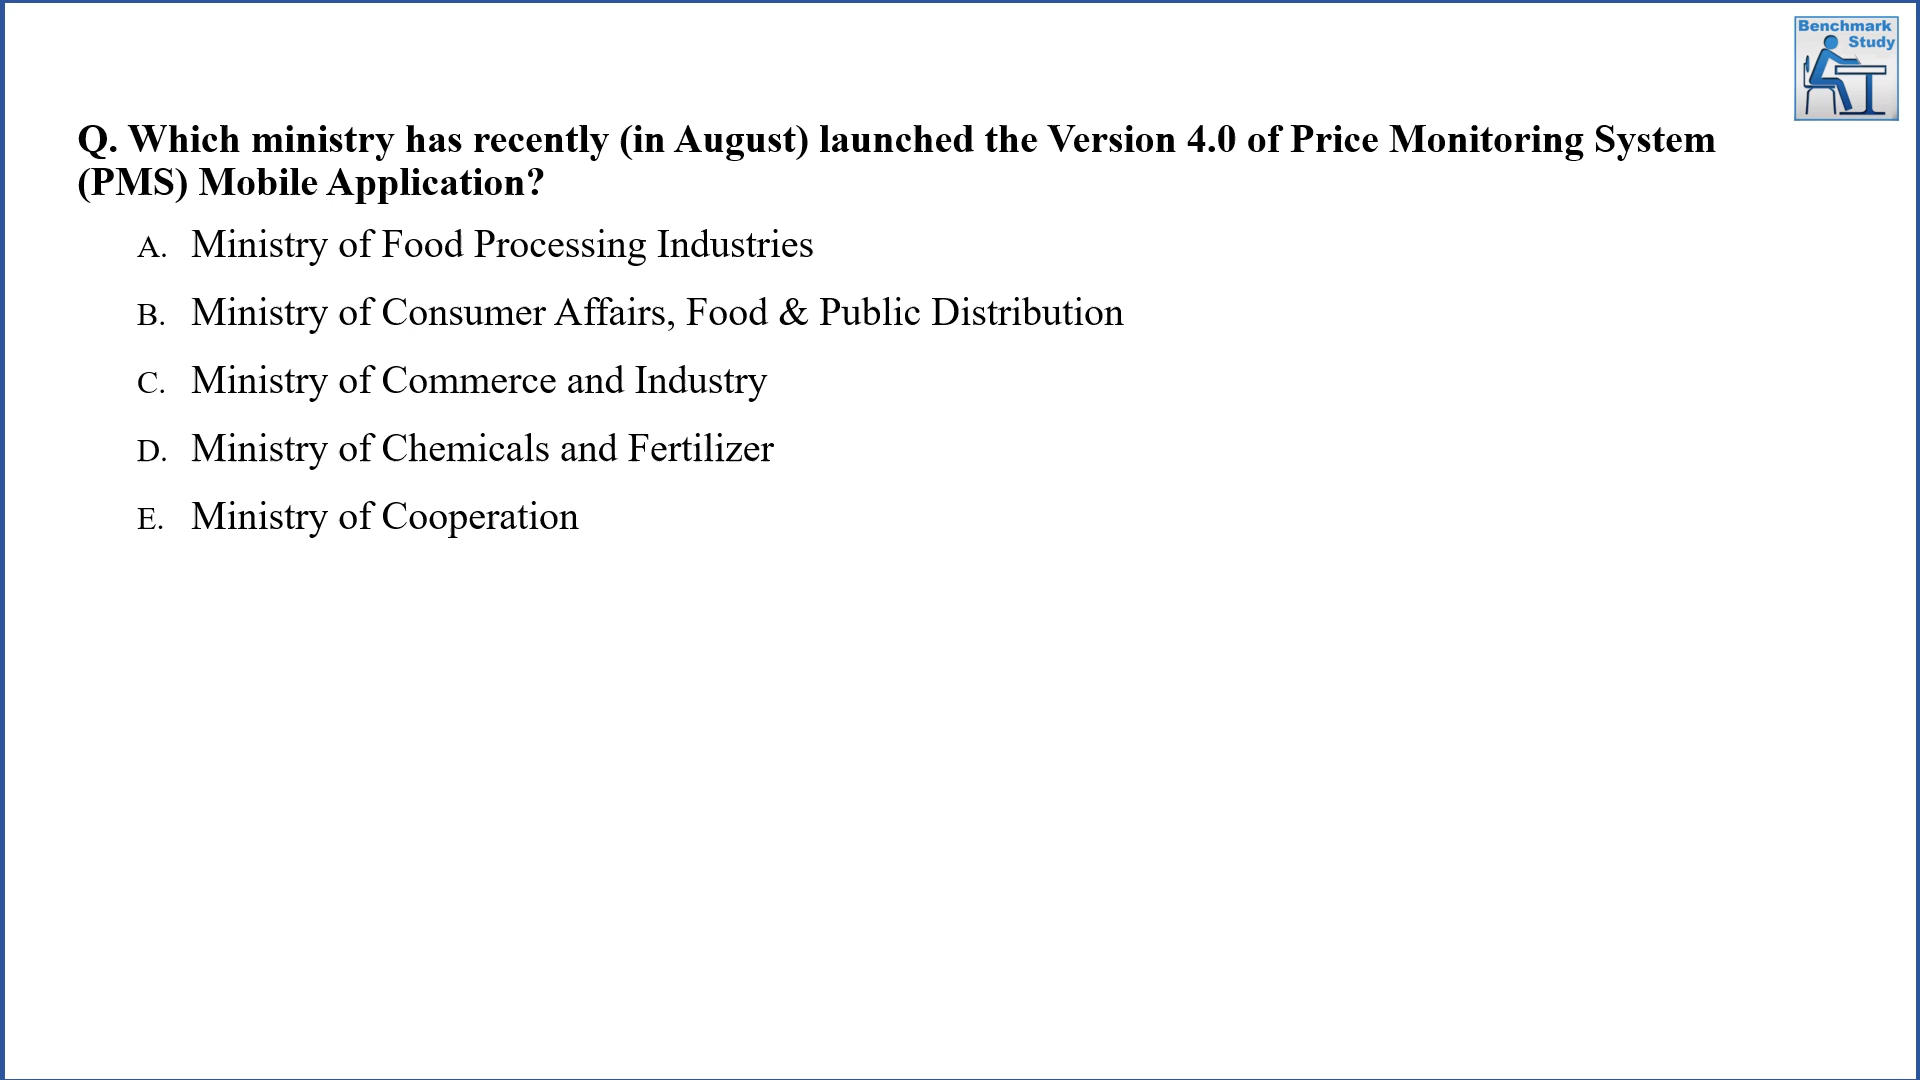 Benchmark
Study
Q. Which ministry has recently (in August) launched the Version 4.0 of Price Monitoring System
(PMS) Mobile Application?
A. Ministry of Food Processing Industries
B. Ministry of Consumer Affairs, Food & Public Distribution
C. Ministry of Commerce and Industry
D. Ministry of Chemicals and Fertilizer
E. Ministry of Cooperation